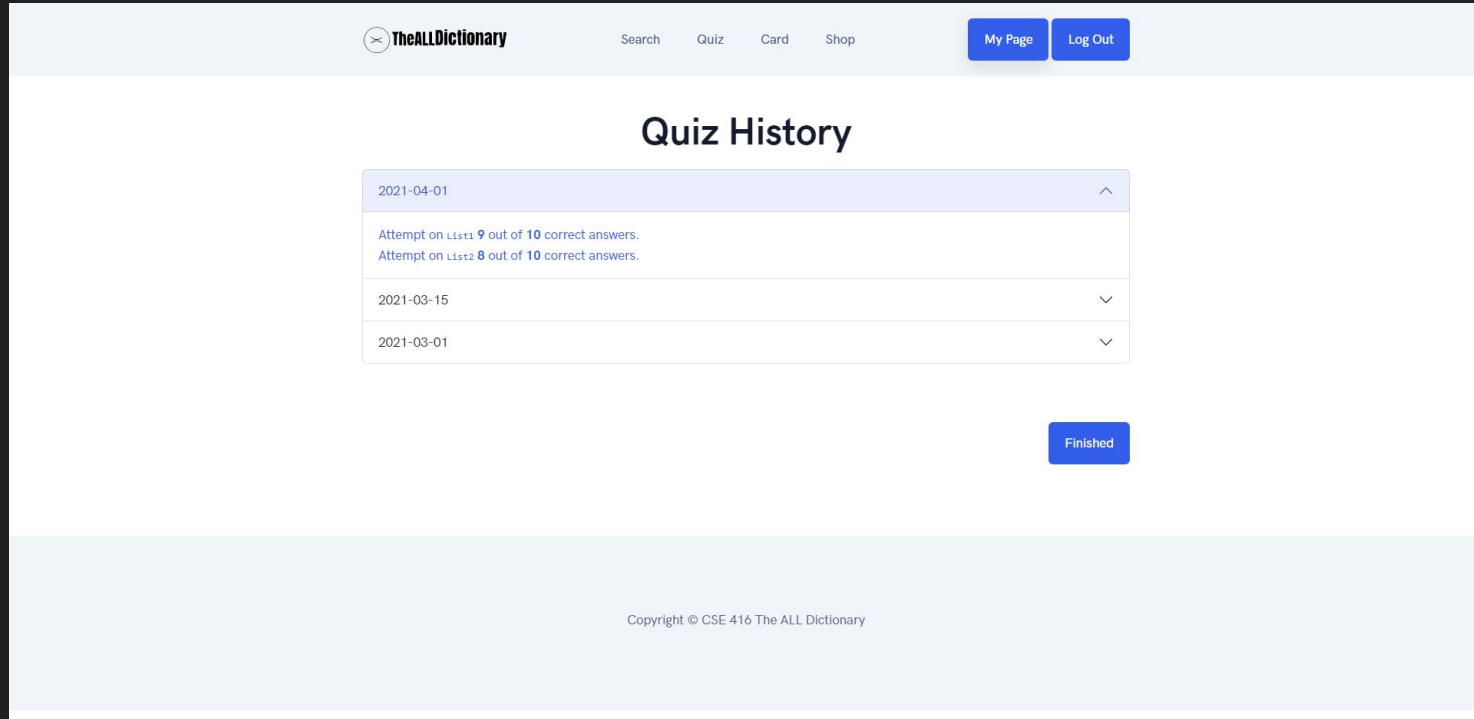 TheALLDictionary
Search Quiz Card Shop My Page Log Out
Quiz History
2021-04-01
Attempt on List1 9 out of 10 correct answers.
Attempt on List2 8 out of 10 correct answers.
2021-03-15
2021-03-01
Finished
Copyright © CSE 416 The ALL Dictionary